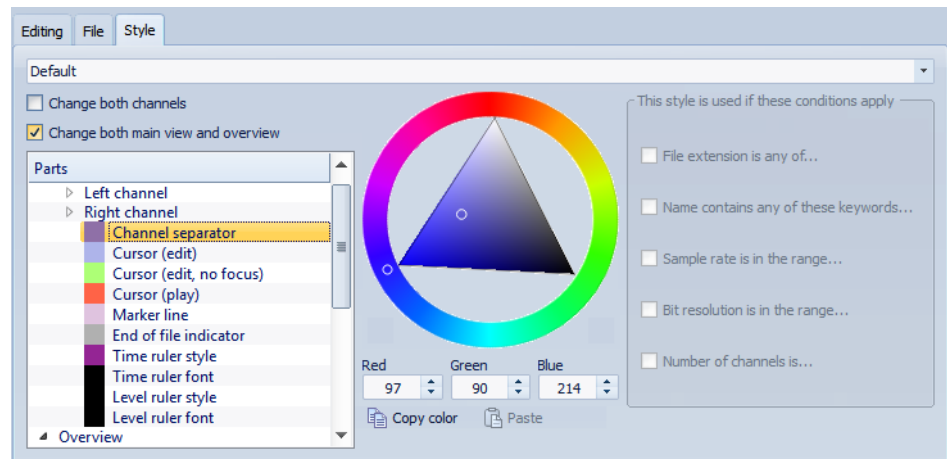 Editing File Style
Default
Change both channels
Change both main view and overview
Parts
Left channel
Right channel
Channel separator
Cursor (edit)
Cursor (edit, no focus)
Cursor (play)
Marker line
End of file indicator
Time ruler style
Time ruler font
Level ruler style
Level ruler font
Overview
Red Green Blue
97 90 214
Copy color Paste
This style is used if these conditions apply
File extension is any of...
Name contains any of these keywords...
Sample rate is in the range...
Bit resolution is in the range...
Number of channels is...